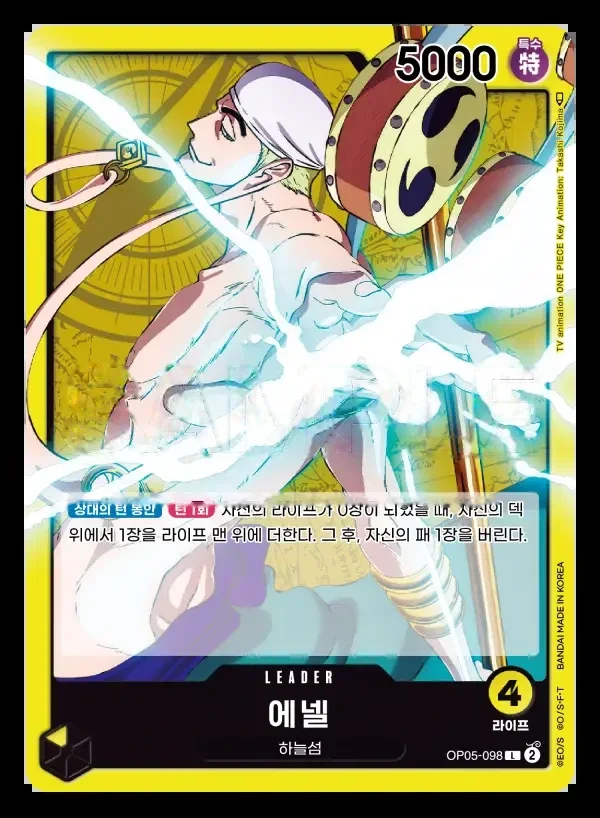 특수
5000 特
TV animation ONE PIECE Key Animation: Takashi Kojima
SAMPLE
상대의 턴 동안 턴 1회 자신의 라이프가 0장이 되었을 때, 자신의 덱
위에서 1장을 라이프 맨 위에 더한다. 그 후, 자신의 패 1장을 버린다.
LEADER
에넬
하늘섬
4
라이프
OP05-098 L 2
©EO/S ©O/S·F·T BANDAI MADE IN KOREA